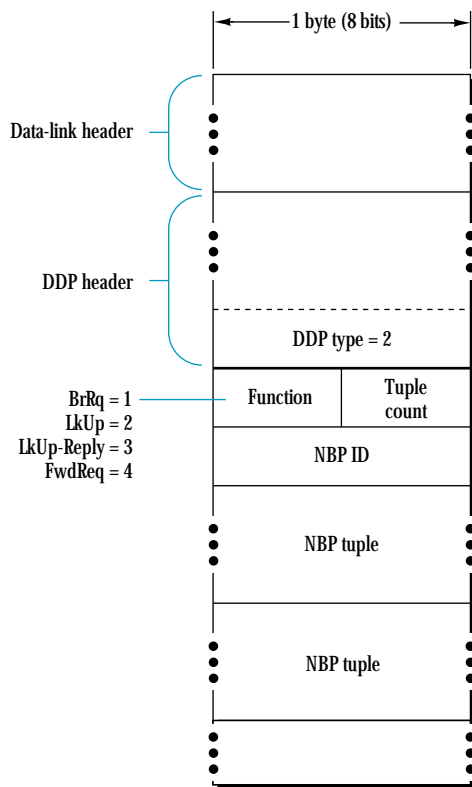 1 byte (8 bits)
Data-link header
DDP header
DDP type = 2
BrRq = 1
LkUp = 2
LkUp-Reply = 3
FwdReq = 4
Function
Tuple
count
NBP ID
NBP tuple
NBP tuple